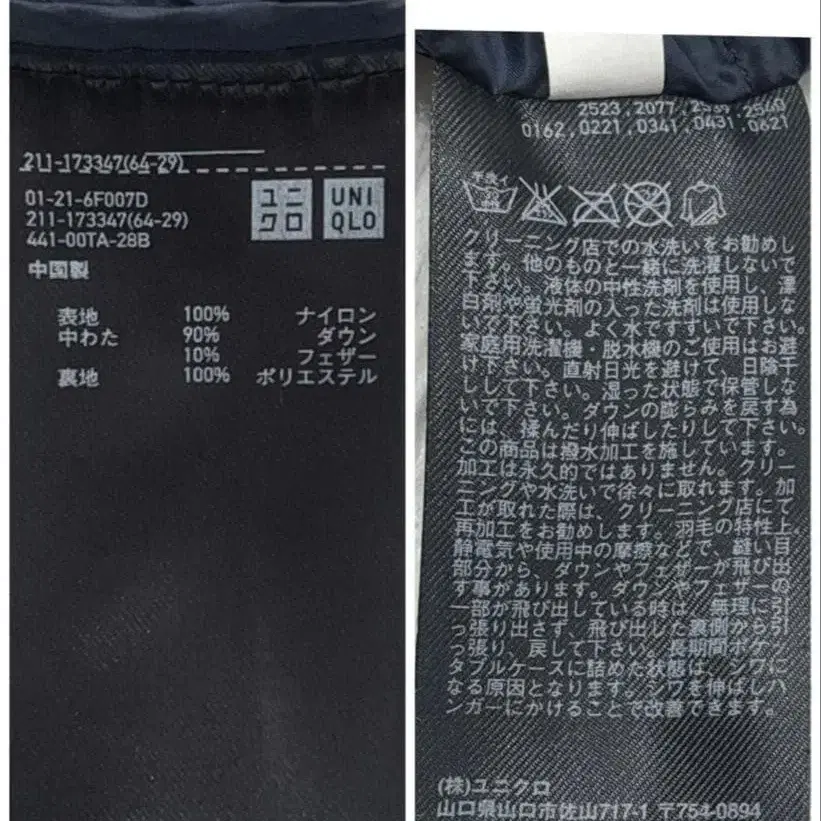 211-173347(64-29)
01-21-6F007D
211-173347(64-29)
441-00TA-28B
ユニクロ
UNIQLO
中国製
表地 100% ナイロン
中わた 90% ダウン
10% フェザー
裏地 100% ポリエステル
2523,2077,2539,2540
0162,0221,0341,0431,0621
手洗イ
クリーニング店での水洗いをお勧めし
ます。他のものと一緒に洗濯しないで
下さい。液体の中性洗剤を使用し、漂
白剤や蛍光剤の入った洗剤は使用しな
いで下さい。よく水ですすいで下さい。
家庭用洗濯機・脱水機のご使用はお避
け下さい。直射日光を避けて、日陰干
しして下さい。湿った状態で保管しな
いで下さい。ダウンの膨らみを戻す為
には、揉んだり伸ばしたりして下さい。
この商品は撥水加工を施しています。
加工は永久的ではありません。クリー
ニングや水洗いで徐々に取れます。加
工が取れた際は、クリーニング店にて
再加工をお勧めします。羽毛の特性上、
静電気や使用中の摩擦などで、縫い目
部分から、ダウンやフェザーが飛び出
す事があります。ダウンやフェザーの
一部が飛び出している時は、無理に引
っ張り出さず、飛び出した裏側から引
っ張り、戻して下さい。長期間ポケッ
タブルケースに詰めた状態は、シワに
なる原因となります。シワを伸ばしハ
ンガーにかけることで改善できます。
(株)ユニクロ
山口県山口市佐山717-1 〒754-0894